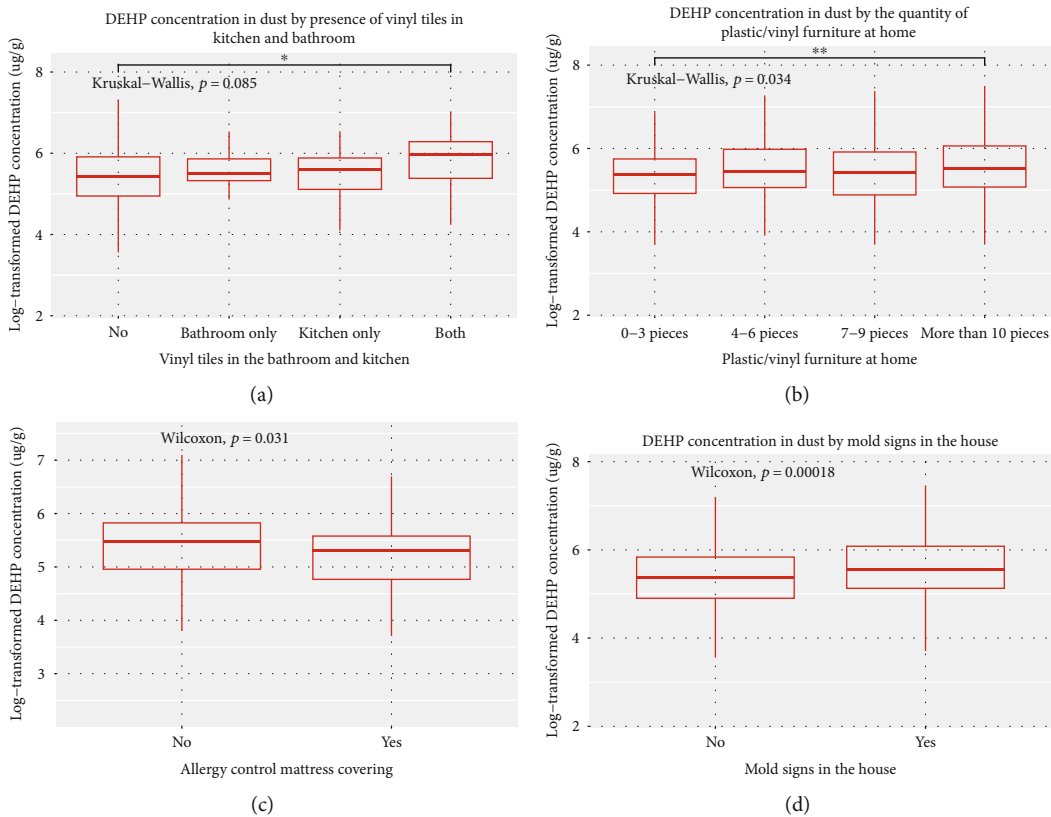 DEHP concentration in dust by presence of vinyl tiles in
kitchen and bathroom
Log−transformed DEHP concentration (ug/g)
8
6
4
2
*
Kruskal−Wallis, p = 0.085
No
Bathroom only
Kitchen only
Both
Vinyl tiles in the bathroom and kitchen
(a)
DEHP concentration in dust by the quantity of
plastic/vinyl furniture at home
Log−transformed DEHP concentration (ug/g)
8
6
4
2
**
Kruskal−Wallis, p = 0.034
0−3 pieces
4−6 pieces
7−9 pieces
More than 10 pieces
Plastic/vinyl furniture at home
(b)
Log−transformed DEHP concentration (ug/g)
7
6
5
4
3
Wilcoxon, p = 0.031
No
Yes
Allergy control mattress covering
(c)
DEHP concentration in dust by mold signs in the house
Log−transformed DEHP concentration (ug/g)
8
6
4
2
Wilcoxon, p = 0.00018
No
Yes
Mold signs in the house
(d)